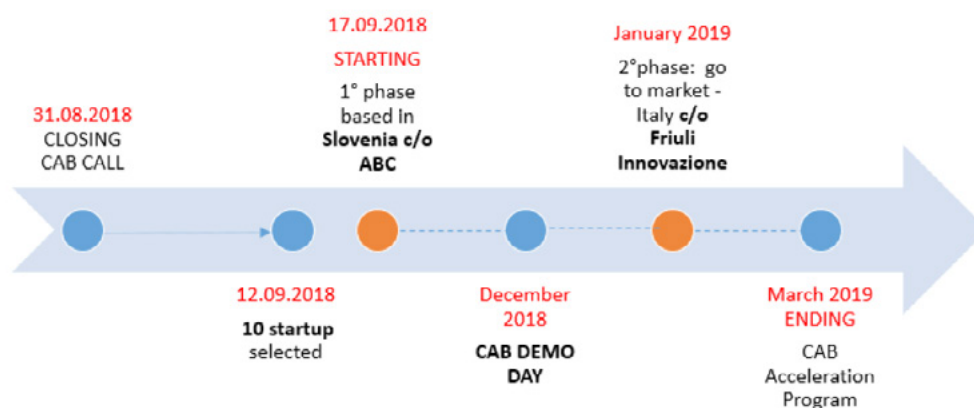 31.08.2018
CLOSING
CAB CALL
12.09.2018
10 startup
selected
17.09.2018
STARTING
1° phase
based in
Slovenia c/o
ABC
December
2018
CAB DEMO
DAY
January 2019
2°phase: go
to market -
Italy c/o
Friuli
Innovazione
March 2019
ENDING
CAB
Acceleration
Program